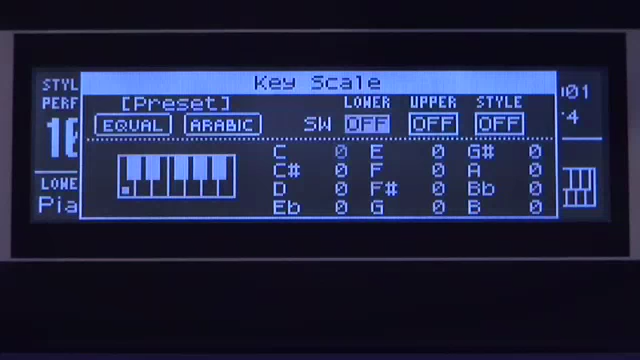 Key Scale
STYL
PERF
[Preset]
LOWER UPPER STYLE
EQUAL ARABIC SW OFF OFF OFF
01
4
C 0 E 0 G# 0
C# 0 F 0 A 0
D 0 F# 0 Bb 0
Eb 0 G 0 B 0
LOWE
Pia